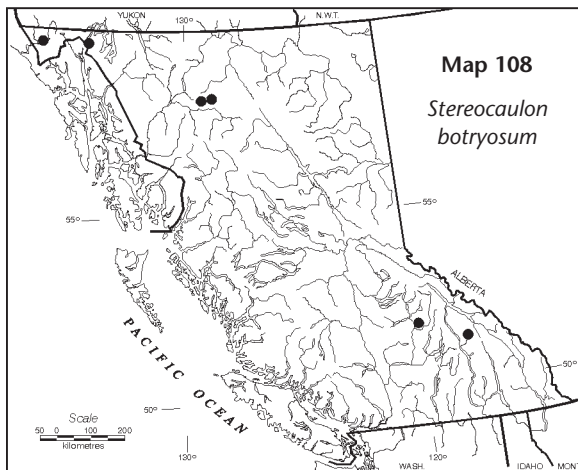 YUKON
130°
N.W.T.
Map 108
Stereocaulon
botryosum
55°
55°
ALBERTA
PACIFIC OCEAN
50°
50°
Scale
50 0 100 200
kilometres
130°
120°
WASH.
IDAHO
MONT